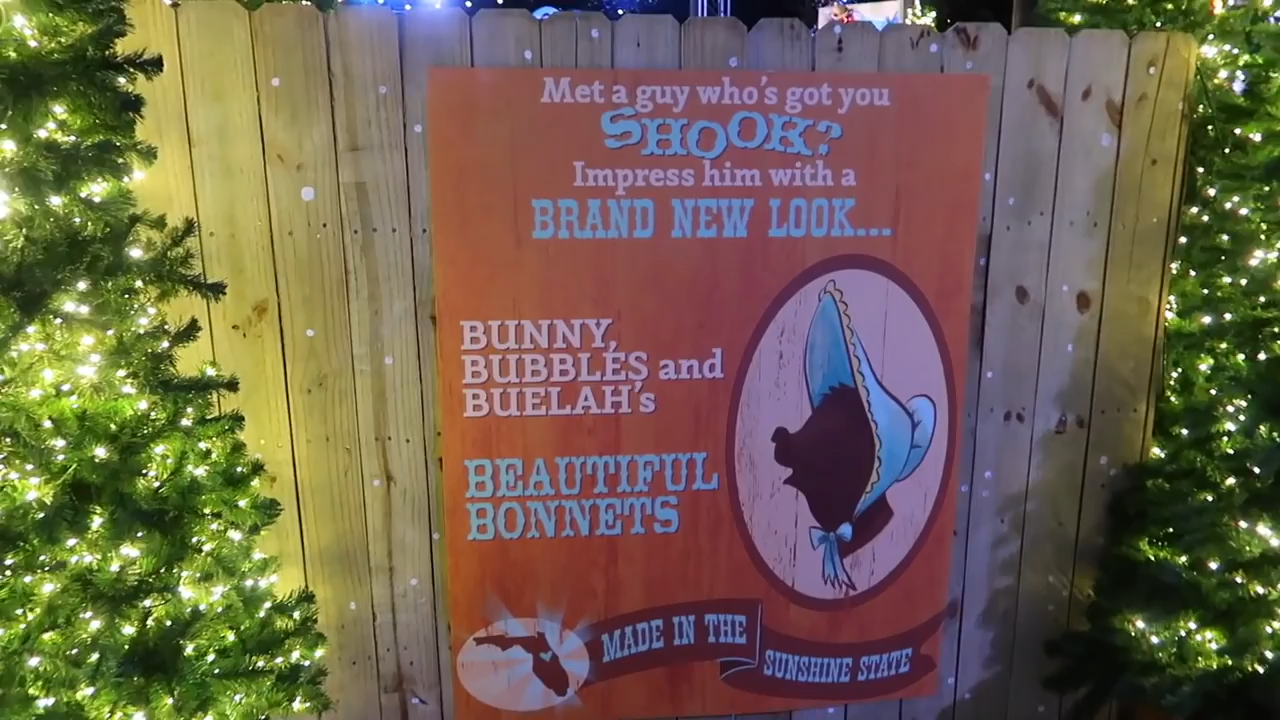 Met a guy who's got you
SHOOK?
Impress him with a
BRAND NEW LOOK...
BUNNY,
BUBBLES and
BUELAH's
BEAUTIFUL
BONNETS
MADE IN THE
SUNSHINE STATE